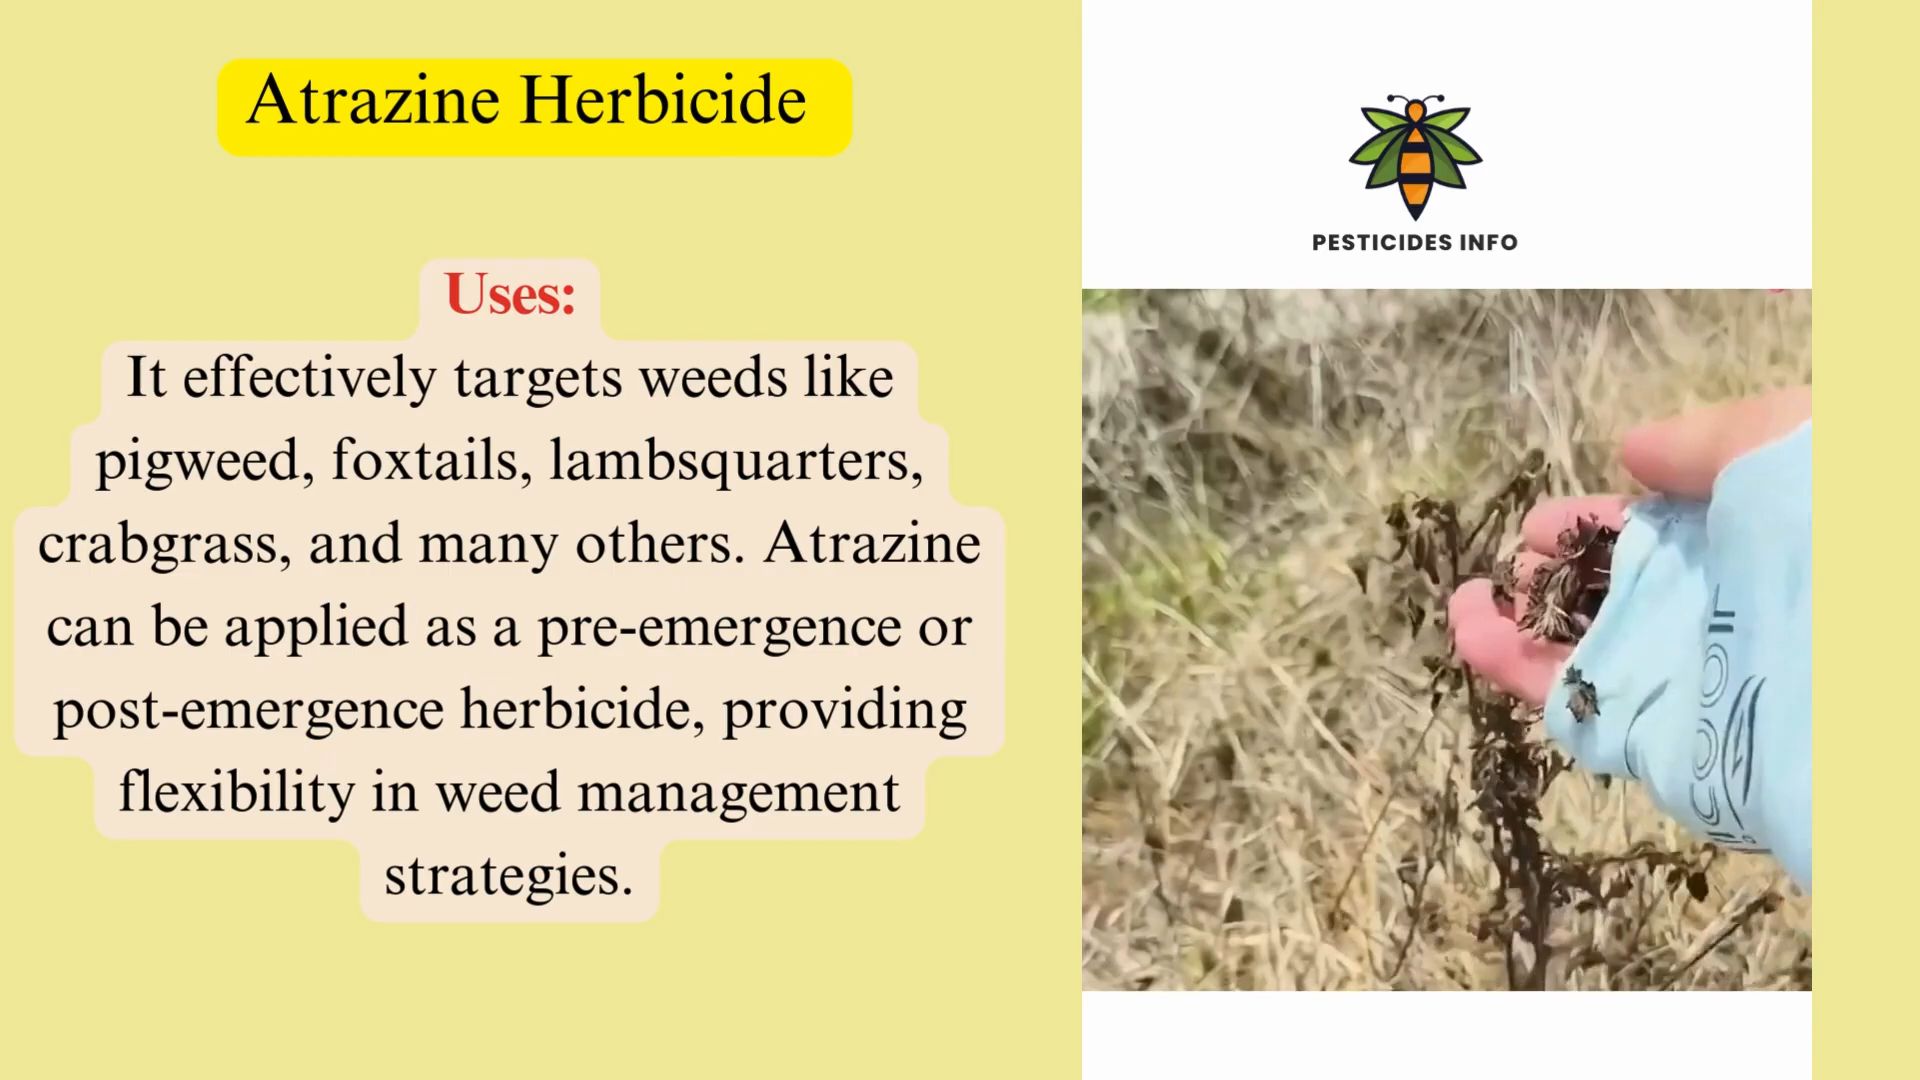 Atrazine Herbicide
Uses:
It effectively targets weeds like
pigweed, foxtails, lambsquarters,
crabgrass, and many others. Atrazine
can be applied as a pre-emergence or
post-emergence herbicide, providing
flexibility in weed management
strategies.
PESTICIDES INFO